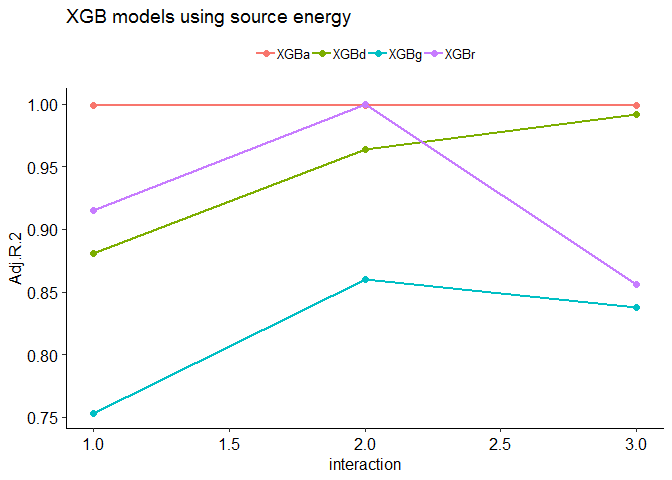 XGB models using source energy
XGBa XGBd XGBg XGBr
1.00
0.95
0.90
0.85
0.80
0.75
Adj.R.2
1.0 1.5 2.0 2.5 3.0
interaction